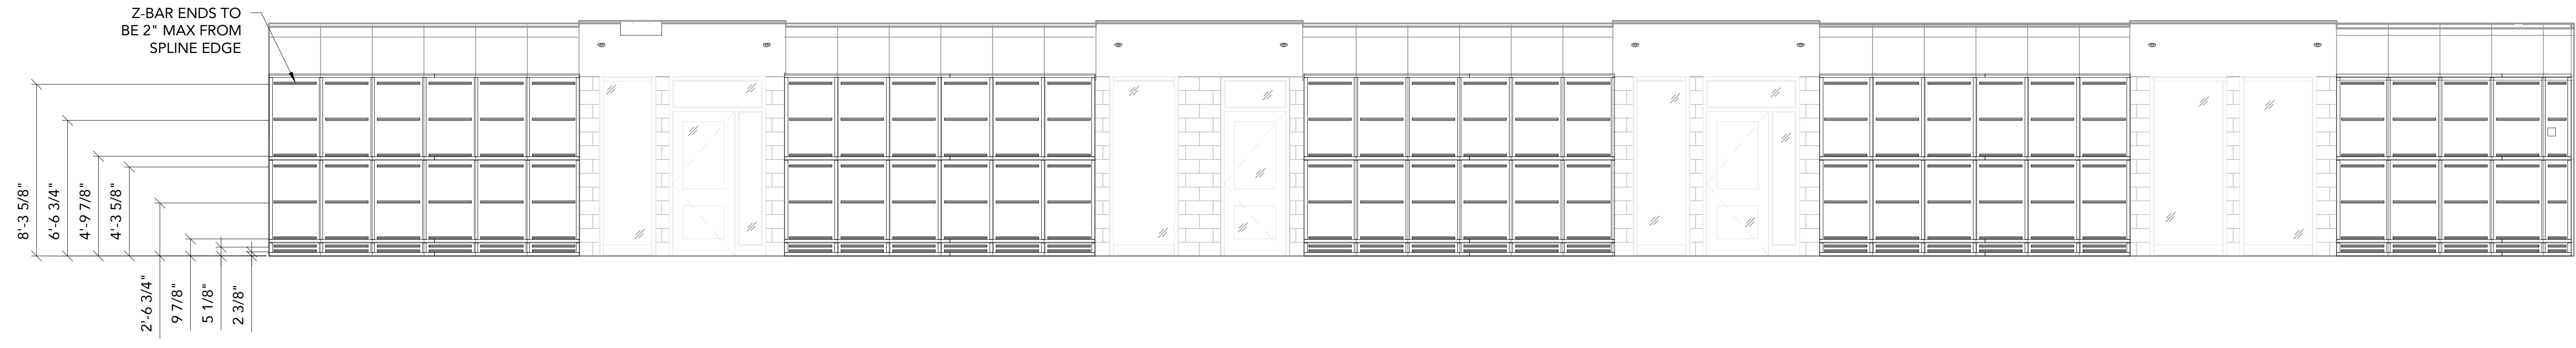 Z-BAR ENDS TO
BE 2" MAX FROM
SPLINE EDGE
8'-3 5/8"
6'-6 3/4"
4'-9 7/8"
4'-3 5/8"
2'-6 3/4"
9 7/8"
5 1/8"
2 3/8"